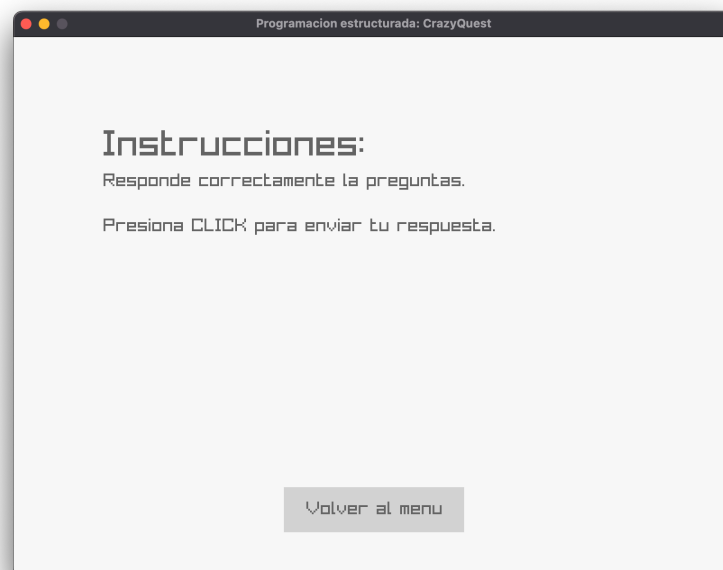 Programacion estructurada: CrazyQuest
Instrucciones:
Responde correctamente la preguntas.
Presiona CLICK para enviar tu respuesta.
Volver al menu